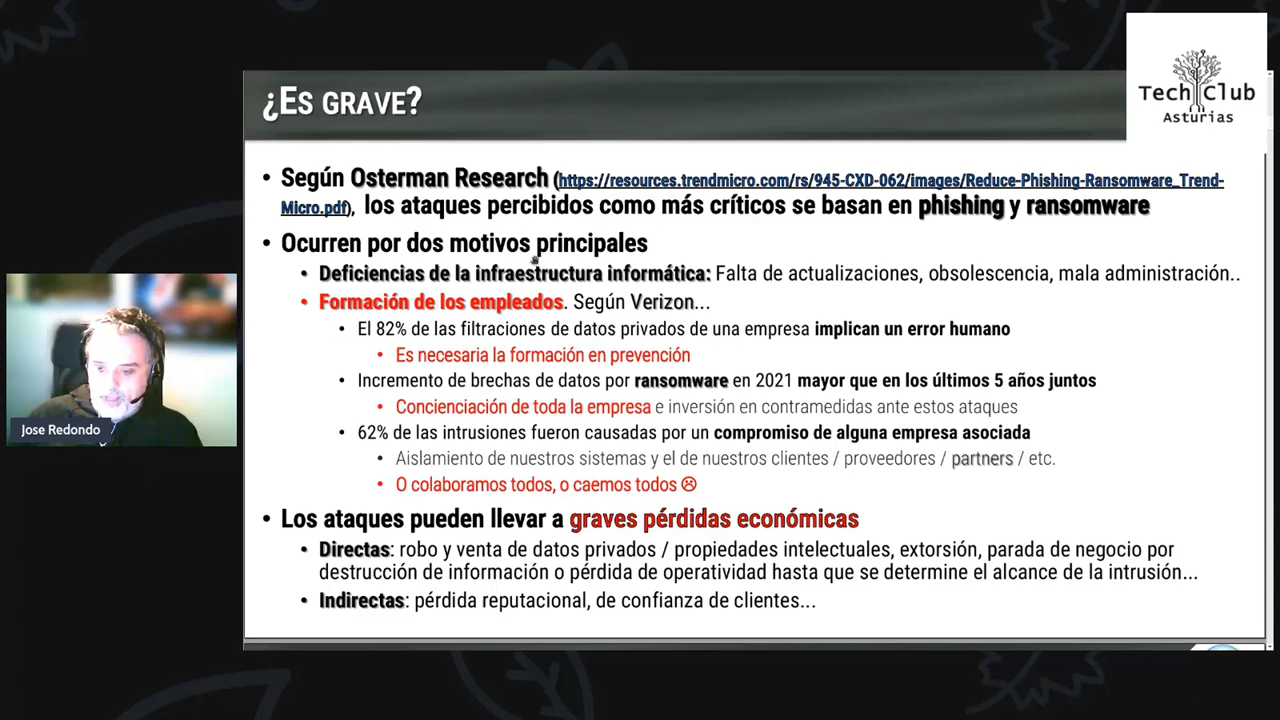 ¿ES GRAVE?
Tech Club
Asturias
• Según Osterman Research (https://resources.trendmicro.com/rs/945-CXD-062/images/Reduce-Phishing-Ransomware_Trend-
Micro.pdf), los ataques percibidos como más críticos se basan en phishing y ransomware
• Ocurren por dos motivos principales
• Deficiencias de la infraestructura informática: Falta de actualizaciones, obsolescencia, mala administración..
• Formación de los empleados. Según Verizon...
• El 82% de las filtraciones de datos privados de una empresa implican un error humano
• Es necesaria la formación en prevención
• Incremento de brechas de datos por ransomware en 2021 mayor que en los últimos 5 años juntos
• Concienciación de toda la empresa e inversión en contramedidas ante estos ataques
• 62% de las intrusiones fueron causadas por un compromiso de alguna empresa asociada
• Aislamiento de nuestros sistemas y el de nuestros clientes / proveedores / partners / etc.
• O colaboramos todos, o caemos todos ☹
• Los ataques pueden llevar a graves pérdidas económicas
• Directas: robo y venta de datos privados / propiedades intelectuales, extorsión, parada de negocio por
destrucción de información o pérdida de operatividad hasta que se determine el alcance de la intrusión...
• Indirectas: pérdida reputacional, de confianza de clientes...
Jose Redondo